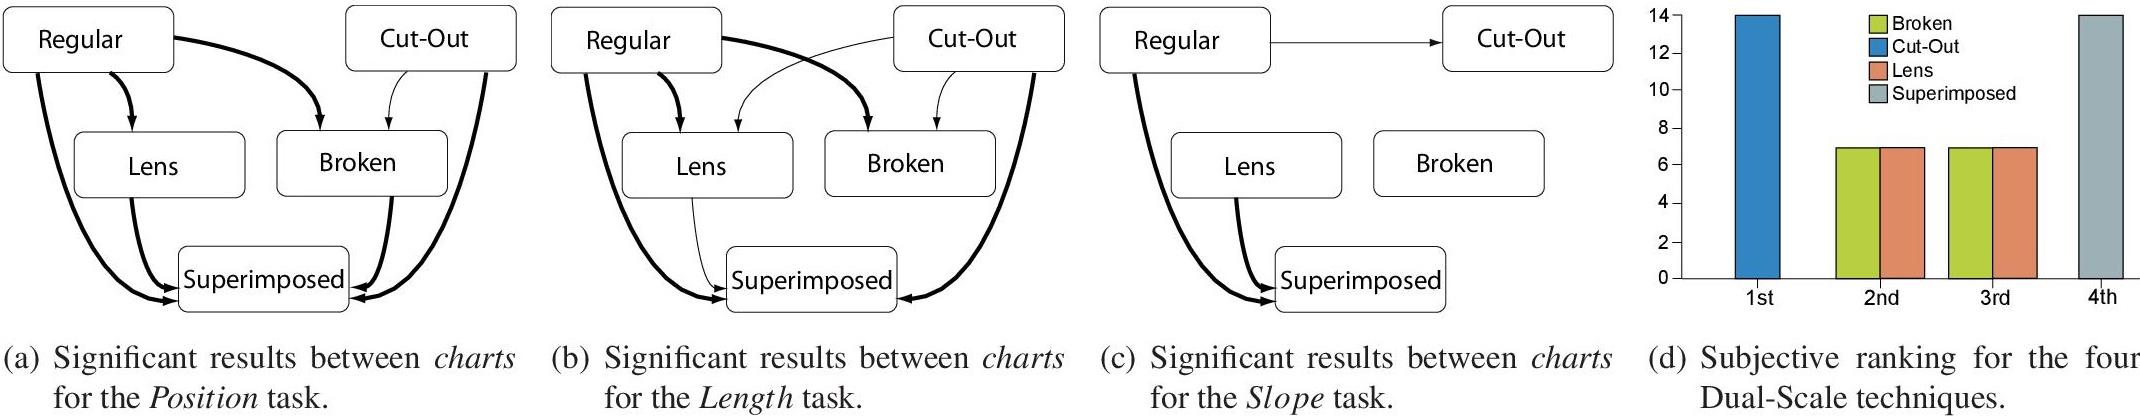 Regular
Cut-Out
Lens
Broken
Superimposed
(a) Significant results between charts
for the Position task.
Regular
Cut-Out
Lens
Broken
Superimposed
(b) Significant results between charts
for the Length task.
Regular
Cut-Out
Lens
Broken
Superimposed
(c) Significant results between charts
for the Slope task.
14
12
10
8
6
4
2
0
Broken
Cut-Out
Lens
Superimposed
1st 2nd 3rd 4th
(d) Subjective ranking for the four
Dual-Scale techniques.